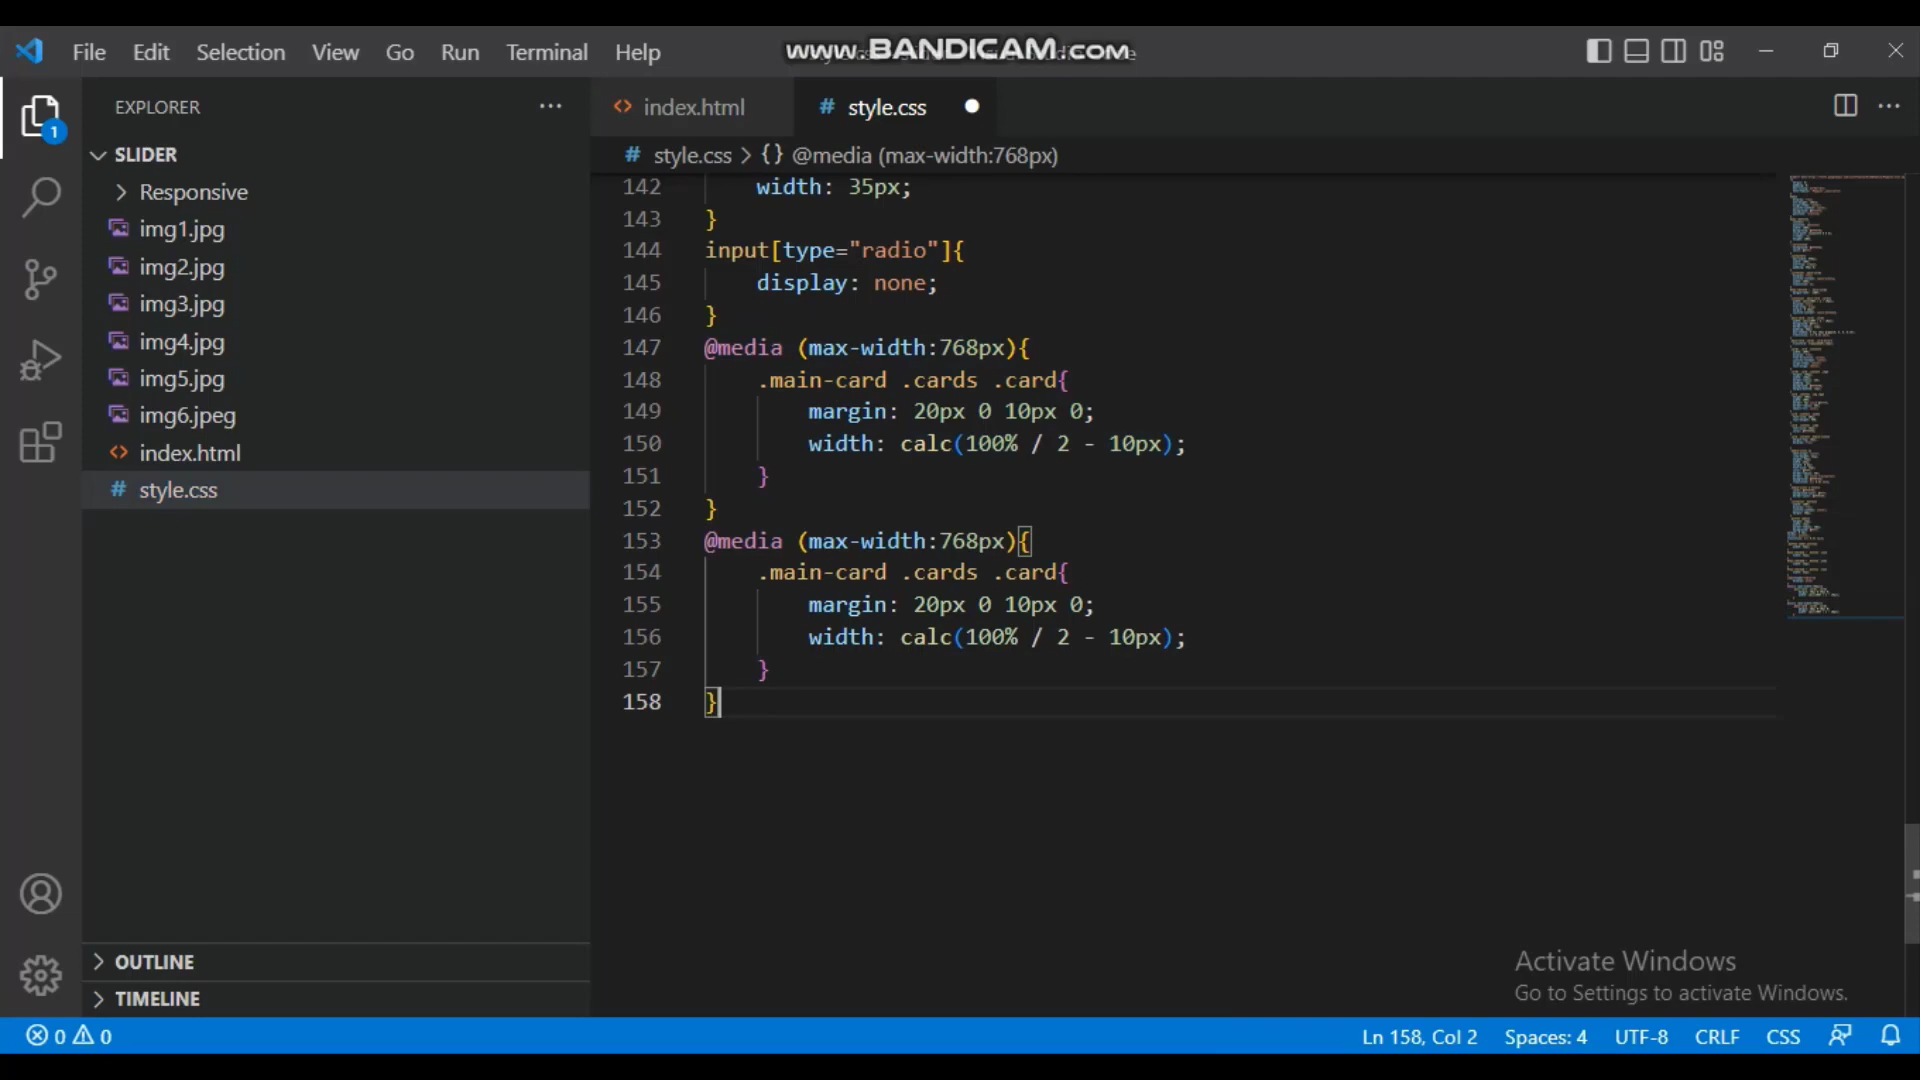 File Edit Selection View Go Run Terminal Help
www.BANDICAM.com
EXPLORER
SLIDER
Responsive
img1.jpg
img2.jpg
img3.jpg
img4.jpg
img5.jpg
img6.jpeg
index.html
style.css
OUTLINE
TIMELINE
index.html
style.css
style.css > {} @media (max-width:768px)
142 width: 35px;
143 }
144 input[type="radio"]{
145 display: none;
146 }
147 @media (max-width:768px){
148 .main-card .cards .card{
149 margin: 20px 0 10px 0;
150 width: calc(100% / 2 - 10px);
151 }
152 }
153 @media (max-width:768px){
154 .main-card .cards .card{
155 margin: 20px 0 10px 0;
156 width: calc(100% / 2 - 10px);
157 }
158 }
Activate Windows
Go to Settings to activate Windows.
1
0 0
Ln 158, Col 2 Spaces: 4 UTF-8 CRLF CSS